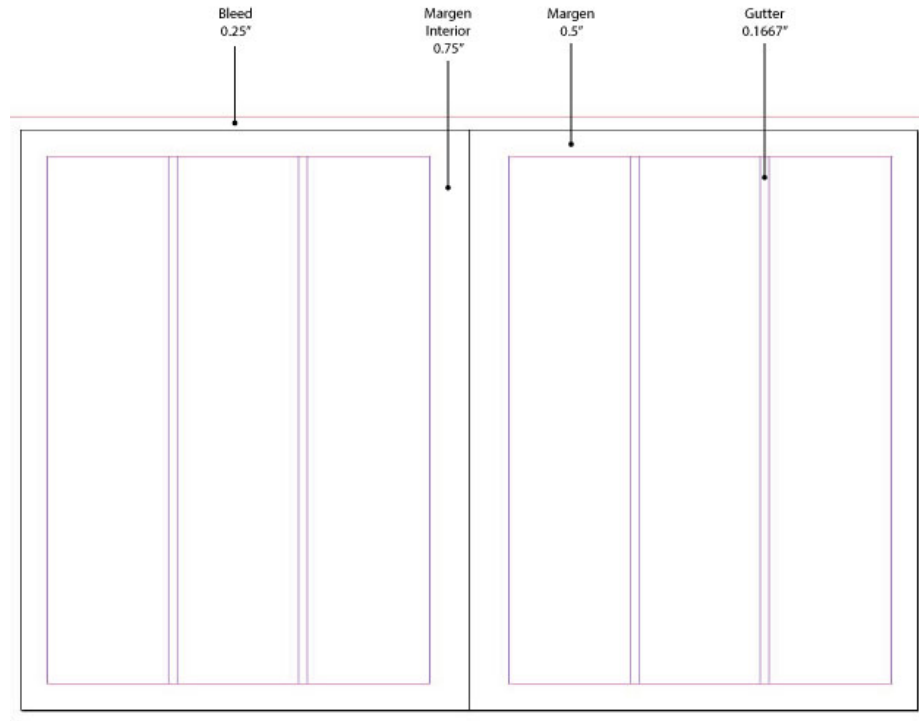 Bleed
0.25”
Margen
Interior
0.75”
Margen
0.5”
Gutter
0.1667”